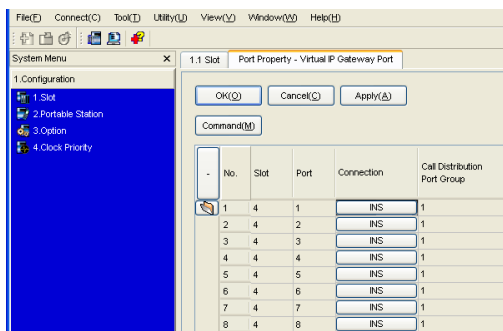 File(F) Connect(C) Tool(T) Utility(U) View(V) Window(W) Help(H)
System Menu × 1.1 Slot Port Property - Virtual IP Gateway Port
1.Configuration
1.Slot
2.Portable Station
3.Option
4.Clock Priority
OK(O) Cancel(C) Apply(A)
Command(M)
- No. Slot Port Connection Call Distribution
Port Group
1 4 1 INS 1
2 4 2 INS 1
3 4 3 INS 1
4 4 4 INS 1
5 4 5 INS 1
6 4 6 INS 1
7 4 7 INS 1
8 4 8 INS 1